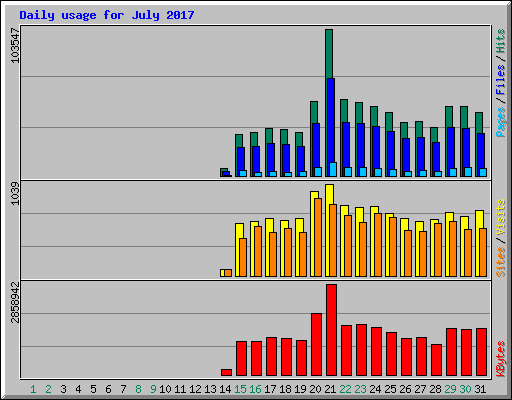 Daily usage for July 2017
103547
Pages / Files / Hits
1039
Sites / Visits
2858942
KBytes
1 2 3 4 5 6 7 8 9 10 11 12 13 14 15 16 17 18 19 20 21 22 23 24 25 26 27 28 29 30 31